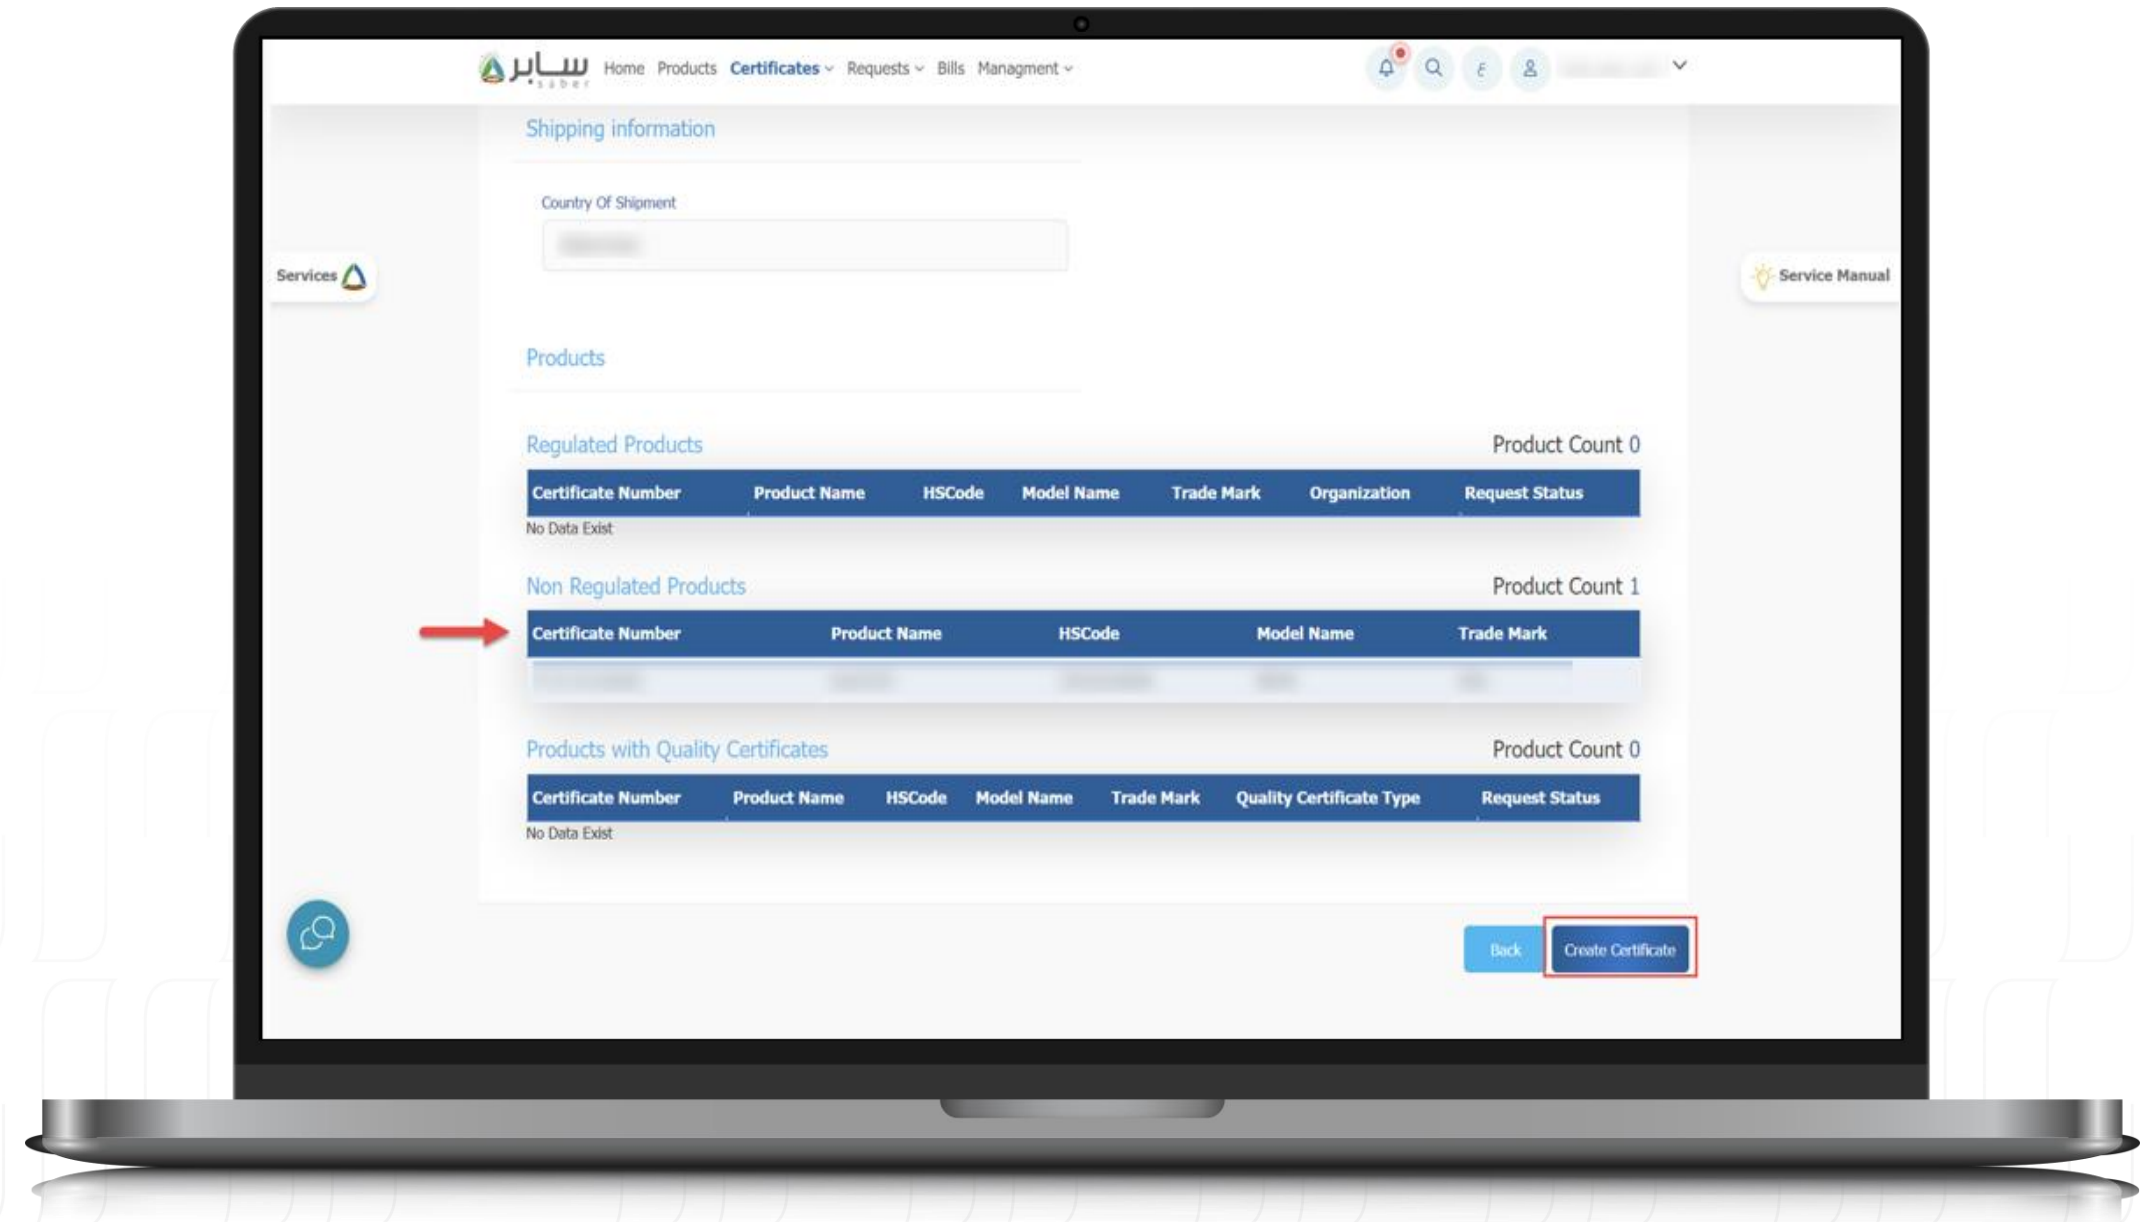 سابر
saber
Home Products Certificates Requests Bills Managment
ع
Shipping information
Country Of Shipment
Services
Service Manual
Products
Regulated Products Product Count 0
Certificate Number Product Name HSCode Model Name Trade Mark Organization Request Status
No Data Exist
Non Regulated Products Product Count 1
Certificate Number Product Name HSCode Model Name Trade Mark
Products with Quality Certificates Product Count 0
Certificate Number Product Name HSCode Model Name Trade Mark Quality Certificate Type Request Status
No Data Exist
Back Create Certificate